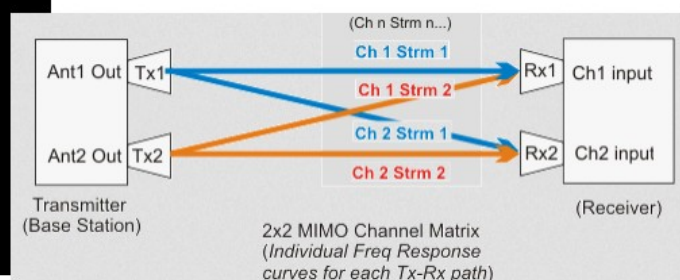 (Ch n Strm n...)
Ch 1 Strm 1
Ant1 Out Tx1 Rx1 Ch1 input
Ch 1 Strm 2
Ch 2 Strm 1
Ant2 Out Tx2 Rx2 Ch2 input
Ch 2 Strm 2
Transmitter
(Base Station)
(Receiver)
2x2 MIMO Channel Matrix
(Individual Freq Response
curves for each Tx-Rx path)